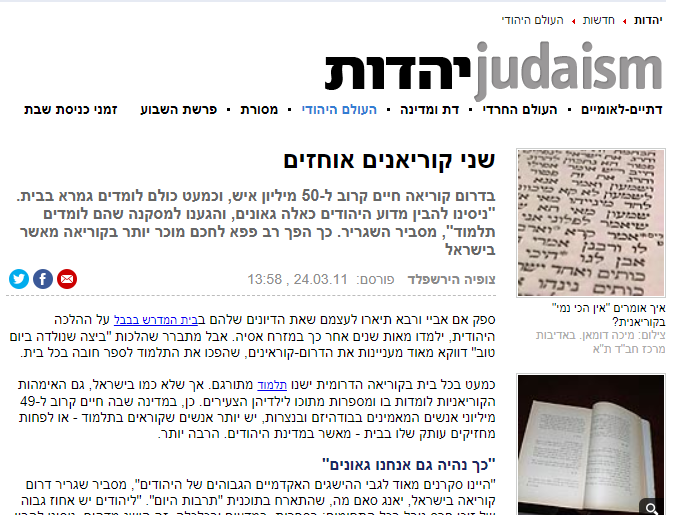 יהדות ◂ חדשות ◂ העולם היהודי
יהדות judaism
דתיים-לאומיים • העולם החרדי • דת ומדינה • העולם היהודי • מסורת • פרשת השבוע זמני כניסת שבת
שני קוריאנים אוחזים
בדרום קוריאה חיים קרוב ל-50 מיליון איש, וכמעט כולם לומדים גמרא בבית.
"ניסינו להבין מדוע היהודים כאלה גאונים, והגענו למסקנה שהם לומדים
תלמוד", מסביר השגריר. כך הפך רב פפא לחכם מוכר יותר בקוריאה מאשר
בישראל
צופיה הירשפלד פורסם: 24.03.11 , 13:58
איך אומרים "אין הכי נמי"
בקוריאנית?
צילום: מיכה דומאן. באדיבות
מרכז חב"ד ת"א
ספק אם אביי ורבא תיארו לעצמם שאת הדיונים שלהם בבית המדרש בבבל על ההלכה
היהודית, ילמדו מאות שנים אחר כך במזרח אסיה. אבל מתברר שהלכות "ביצה שנולדה ביום
טוב" דווקא מאוד מעניינות את הדרום-קוראינים, שהפכו את התלמוד לספר חובה בכל בית.
כמעט בכל בית בקוריאה הדרומית ישנו תלמוד מתורגם. אך שלא כמו בישראל, גם האימהות
הקוריאניות לומדות בו ומספרות מתוכו לילדיהן הצעירים. כן, במדינה שבה חיים קרוב ל-49
מיליוני אנשים המאמינים בבודהיזם ובנצרות, יש יותר אנשים שקוראים בתלמוד - או לפחות
מחזיקים עותק שלו בבית - מאשר במדינת היהודים. הרבה יותר.
"כך נהיה גם אנחנו גאונים"
"היינו סקרנים מאוד לגבי ההישגים האקדמיים הגבוהים של היהודים", מסביר שגריר דרום
קוריאה בישראל, יאנג סאם מה, שהתארח בתוכנית "תרבות היום". "ליהודים יש אחוז גבוה